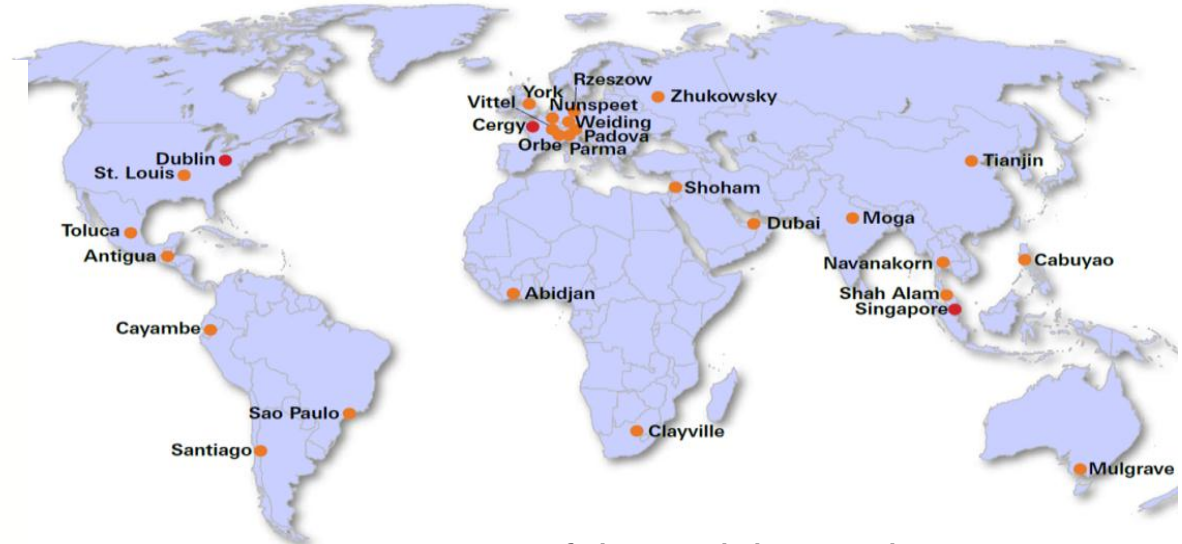 Rzeszow
York
Nunspeet
Zhukowsky
Vittel
Cergy
Weiding
Padova
Orbe
Parma
Dublin
St. Louis
Tianjin
Shoham
Toluca
Dubai
Moga
Antigua
Navanakorn
Cabuyao
Abidjan
Shah Alam
Singapore
Cayambe
Sao Paulo
Clayville
Santiago
Mulgrave